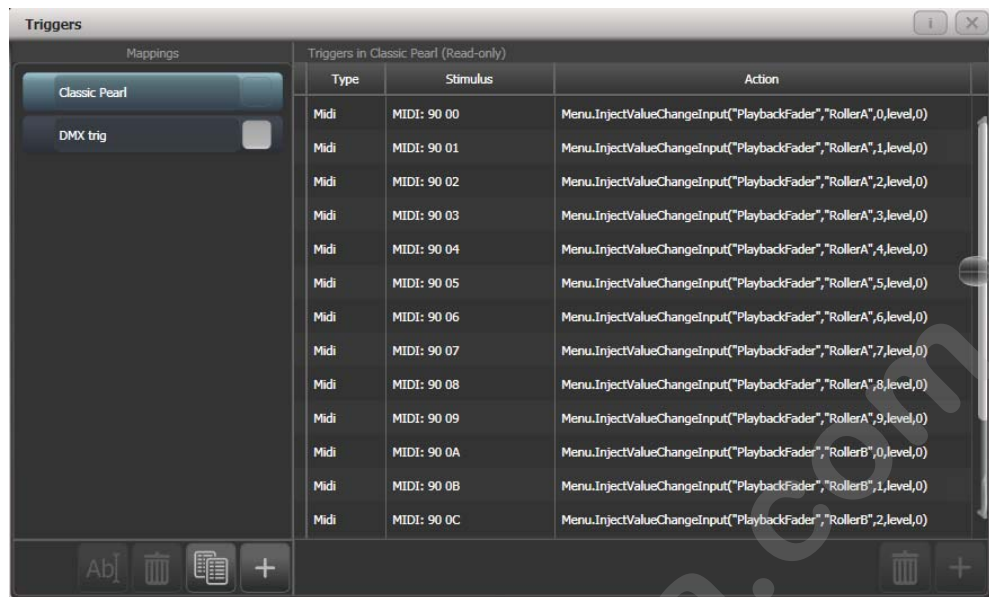 Triggers
Mappings
Triggers in Classic Pearl (Read-only)
Type Stimulus Action
Classic Pearl
DMX trig
Midi MIDI: 90 00 Menu.InjectValueChangeInput("PlaybackFader","RollerA",0,level,0)
Midi MIDI: 90 01 Menu.InjectValueChangeInput("PlaybackFader","RollerA",1,level,0)
Midi MIDI: 90 02 Menu.InjectValueChangeInput("PlaybackFader","RollerA",2,level,0)
Midi MIDI: 90 03 Menu.InjectValueChangeInput("PlaybackFader","RollerA",3,level,0)
Midi MIDI: 90 04 Menu.InjectValueChangeInput("PlaybackFader","RollerA",4,level,0)
Midi MIDI: 90 05 Menu.InjectValueChangeInput("PlaybackFader","RollerA",5,level,0)
Midi MIDI: 90 06 Menu.InjectValueChangeInput("PlaybackFader","RollerA",6,level,0)
Midi MIDI: 90 07 Menu.InjectValueChangeInput("PlaybackFader","RollerA",7,level,0)
Midi MIDI: 90 08 Menu.InjectValueChangeInput("PlaybackFader","RollerA",8,level,0)
Midi MIDI: 90 09 Menu.InjectValueChangeInput("PlaybackFader","RollerA",9,level,0)
Midi MIDI: 90 0A Menu.InjectValueChangeInput("PlaybackFader","RollerB",0,level,0)
Midi MIDI: 90 0B Menu.InjectValueChangeInput("PlaybackFader","RollerB",1,level,0)
Midi MIDI: 90 0C Menu.InjectValueChangeInput("PlaybackFader","RollerB",2,level,0)
Ab